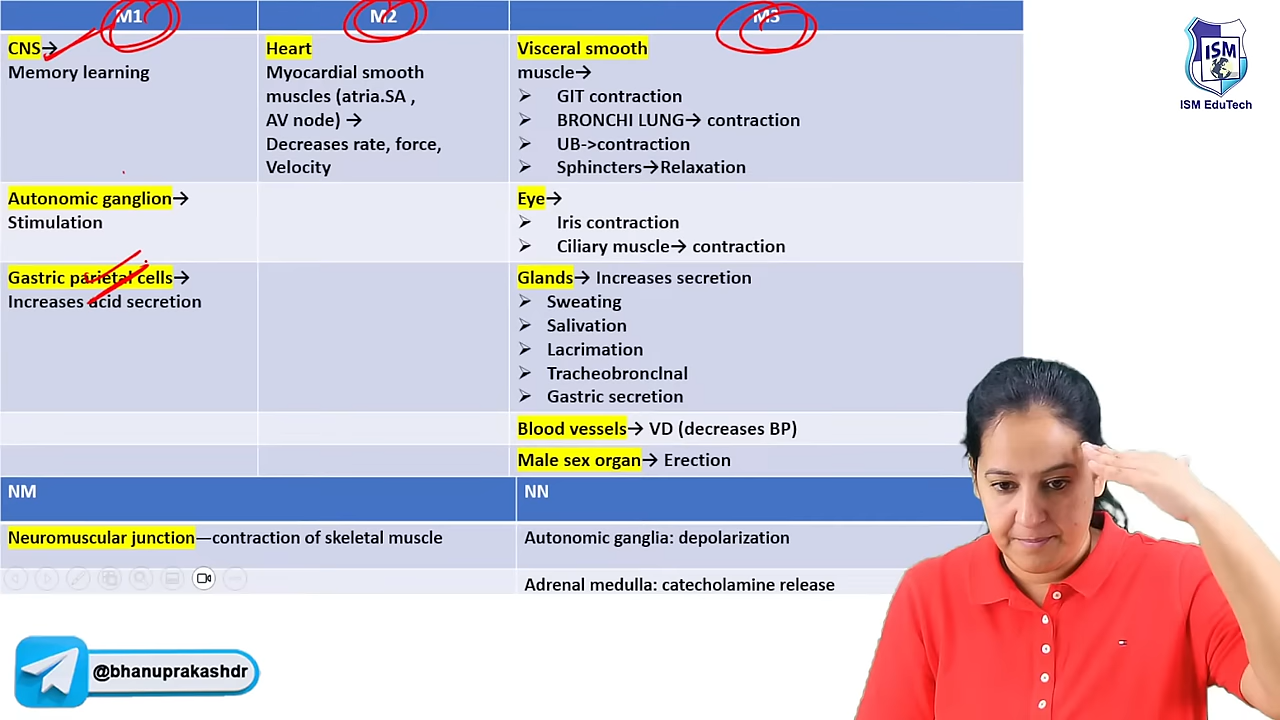 M1
M2
M3
CNS→
Memory learning
Heart
Myocardial smooth
muscles (atria.SA ,
AV node) →
Decreases rate, force,
Velocity
Visceral smooth
muscle→
➢ GIT contraction
➢ BRONCHI LUNG→ contraction
➢ UB->contraction
➢ Sphincters→Relaxation
Autonomic ganglion→
Stimulation
Eye→
➢ Iris contraction
➢ Ciliary muscle→ contraction
Gastric parietal cells→
Increases acid secretion
Glands→ Increases secretion
➢ Sweating
➢ Salivation
➢ Lacrimation
➢ Tracheobronclnal
➢ Gastric secretion
Blood vessels→ VD (decreases BP)
Male sex organ→ Erection
NM
NN
Neuromuscular junction—contraction of skeletal muscle
Autonomic ganglia: depolarization
Adrenal medulla: catecholamine release
ISM
ISM EduTech
@bhanuprakashdr